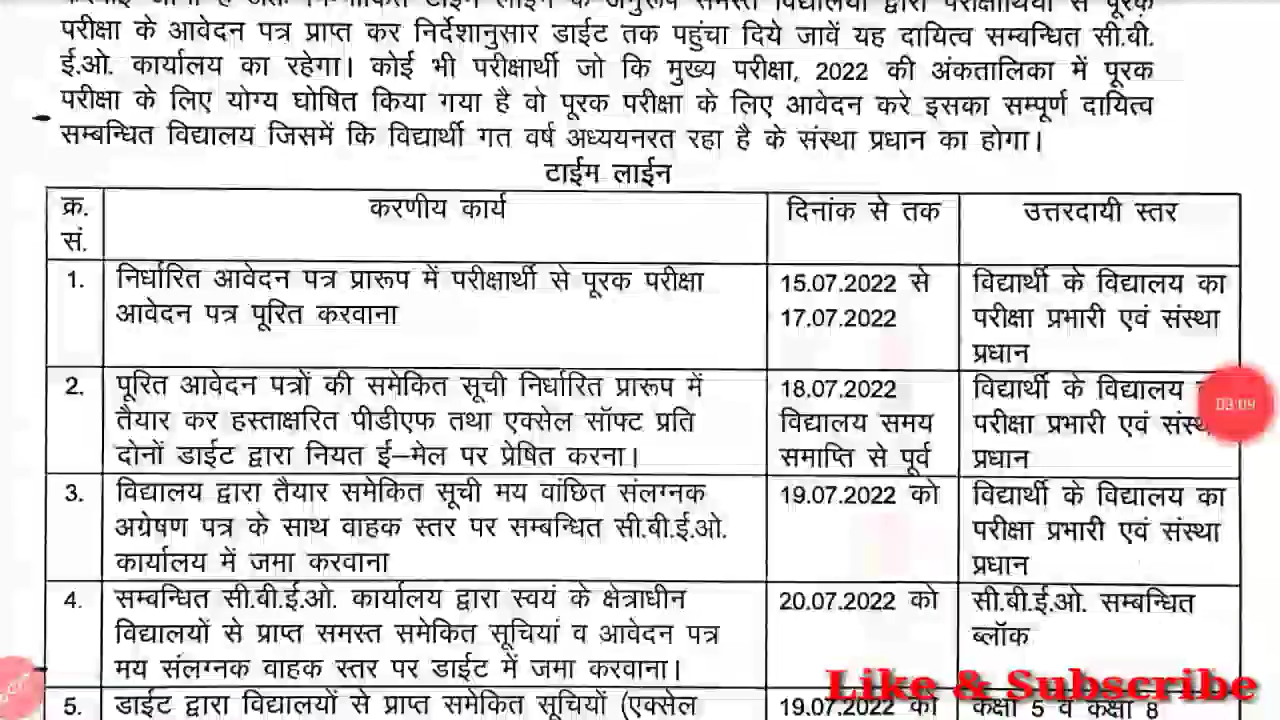 परीक्षा के आवेदन पत्र प्राप्त कर निर्देशानुसार डाईट तक पहुंचा दिये जावें यह दायित्व सम्बन्धित सी.बी.
ई.ओ. कार्यालय का रहेगा। कोई भी परीक्षार्थी जो कि मुख्य परीक्षा, 2022 की अंकतालिका में पूरक
परीक्षा के लिए योग्य घोषित किया गया है वो पूरक परीक्षा के लिए आवेदन करे इसका सम्पूर्ण दायित्व
सम्बन्धित विद्यालय जिसमें कि विद्यार्थी गत वर्ष अध्ययनरत रहा है के संस्था प्रधान का होगा।
टाईम लाईन
क्र. सं.
करणीय कार्य
दिनांक से तक
उत्तरदायी स्तर
1.
निर्धारित आवेदन पत्र प्रारूप में परीक्षार्थी से पूरक परीक्षा
आवेदन पत्र पूरित करवाना
15.07.2022 से
17.07.2022
विद्यार्थी के विद्यालय का
परीक्षा प्रभारी एवं संस्था
प्रधान
2.
पूरित आवेदन पत्रों की समेकित सूची निर्धारित प्रारूप में
तैयार कर हस्ताक्षरित पीडीएफ तथा एक्सेल सॉफ्ट प्रति
दोनों डाईट द्वारा नियत ई–मेल पर प्रेषित करना।
18.07.2022
विद्यालय समय
समाप्ति से पूर्व
विद्यार्थी के विद्यालय
परीक्षा प्रभारी एवं
प्रधान
03:09
3.
विद्यालय द्वारा तैयार समेकित सूची मय वांछित संलग्नक
अग्रेषण पत्र के साथ वाहक स्तर पर सम्बन्धित सी.बी.ई.ओ.
कार्यालय में जमा करवाना
19.07.2022 को
विद्यार्थी के विद्यालय का
परीक्षा प्रभारी एवं संस्था
प्रधान
4.
सम्बन्धित सी.बी.ई.ओ. कार्यालय द्वारा स्वयं के क्षेत्राधीन
विद्यालयों से प्राप्त समस्त समेकित सूचियां व आवेदन पत्र
मय संलग्नक वाहक स्तर पर डाईट में जमा करवाना।
20.07.2022 को
सी.बी.ई.ओ. सम्बन्धित
ब्लॉक
5.
डाईट द्वारा विद्यालयों से प्राप्त समेकित सूचियों (एक्सेल
19.07.2022 को
कक्षा 5 व कक्षा 8
Like & Subscribe